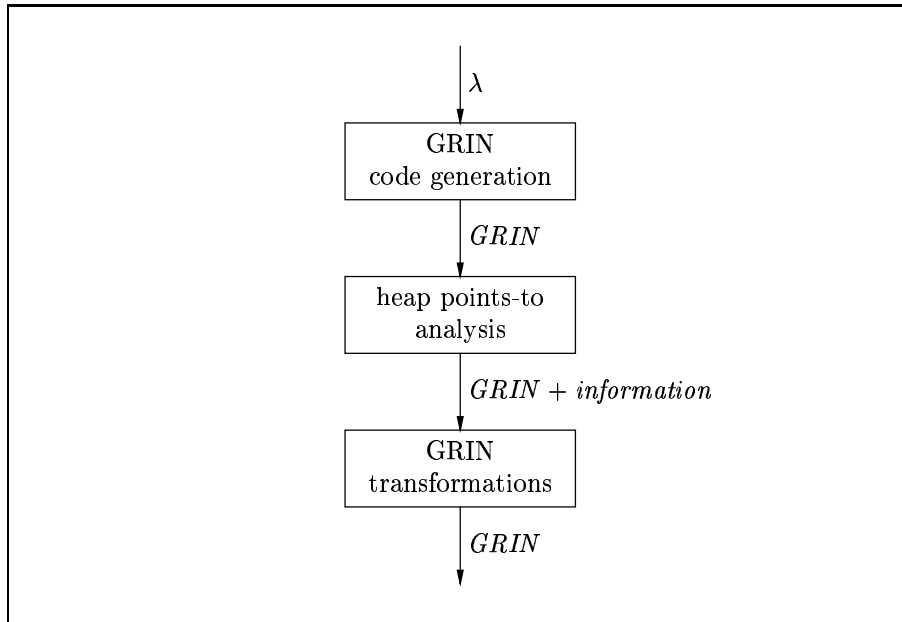 λ
GRIN
code generation
GRIN
heap points-to
analysis
GRIN + information
GRIN
transformations
GRIN